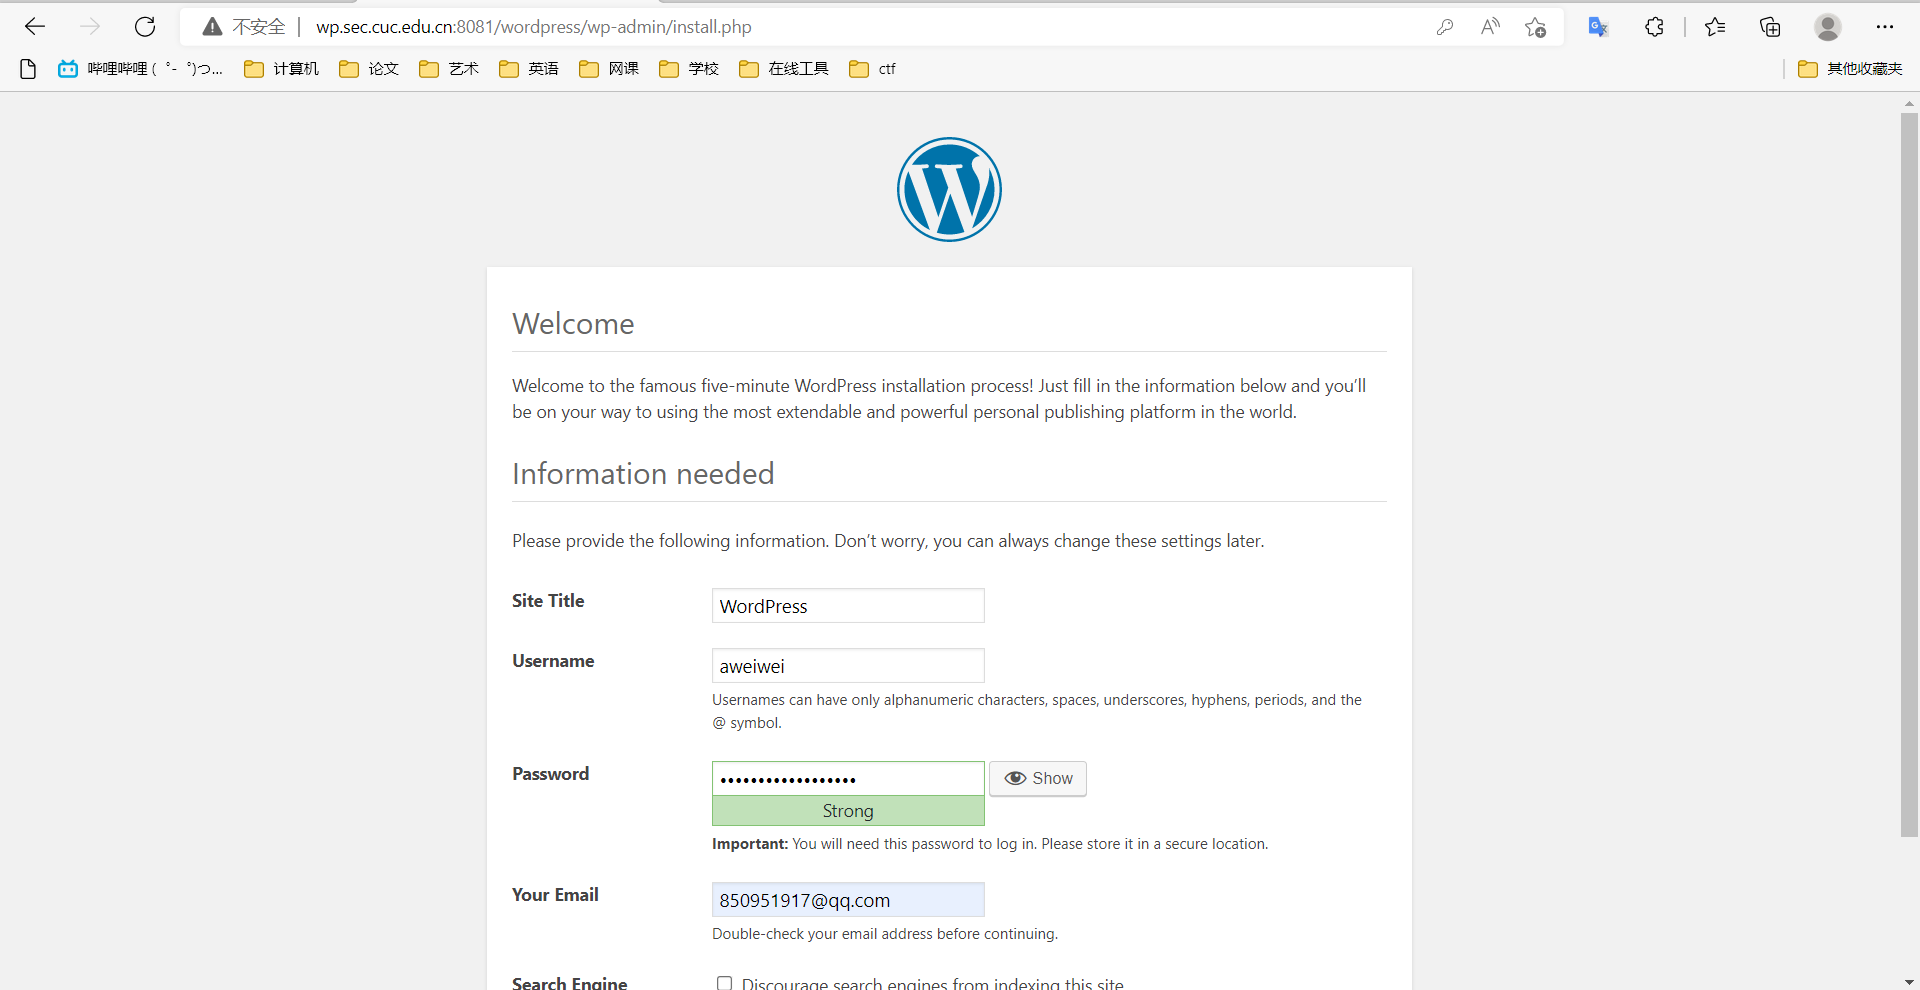 不安全 wp.sec.cuc.edu.cn:8081/wordpress/wp-admin/install.php
哔哩哔哩 ( ゜- ゜)つ... 计算机 论文 艺术 英语 网课 学校 在线工具 ctf 其他收藏夹
Welcome
Welcome to the famous five-minute WordPress installation process! Just fill in the information below and you’ll
be on your way to using the most extendable and powerful personal publishing platform in the world.
Information needed
Please provide the following information. Don’t worry, you can always change these settings later.
Site Title WordPress
Username aweiwei
Usernames can have only alphanumeric characters, spaces, underscores, hyphens, periods, and the
@ symbol.
Password •••••••••••••••••• Show
Strong
Important: You will need this password to log in. Please store it in a secure location.
Your Email 850951917@qq.com
Double-check your email address before continuing.
Search Engine Discourage search engines from indexing this site